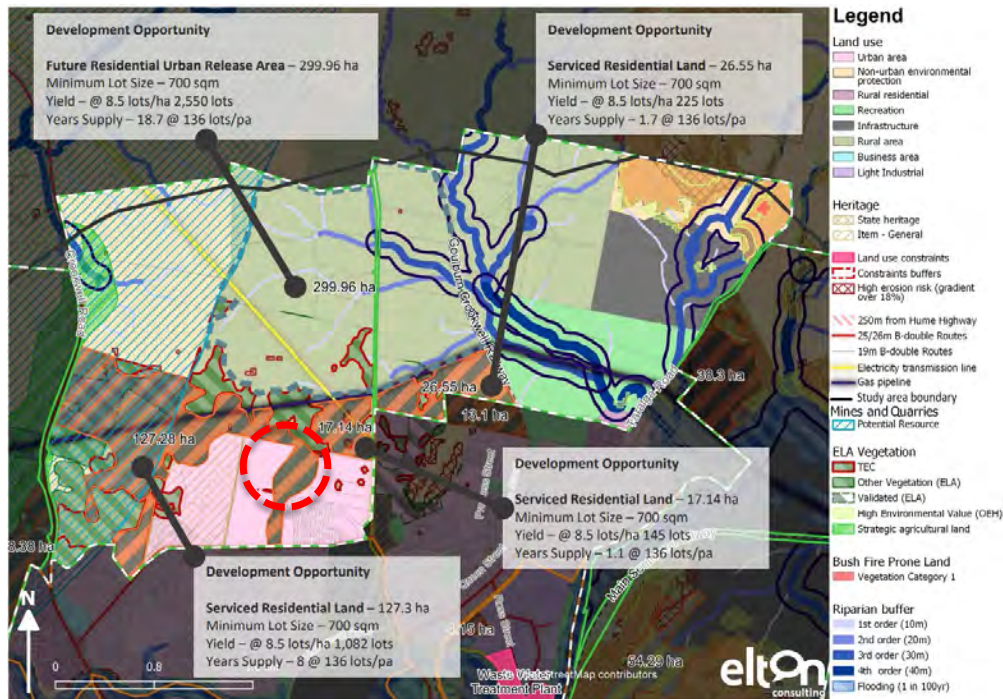 Development Opportunity
Future Residential Urban Release Area – 299.96 ha
Minimum Lot Size – 700 sqm
Yield – @ 8.5 lots/ha 2,550 lots
Years Supply – 18.7 @ 136 lots/pa
Development Opportunity
Serviced Residential Land – 26.55 ha
Minimum Lot Size – 700 sqm
Yield – @ 8.5 lots/ha 225 lots
Years Supply – 1.7 @ 136 lots/pa
Crookwell Road
299.96 ha
Goulburn Crookwell
26.55 ha
13.1 ha
38.3 ha
Taralga Road
17.14 ha
127.28 ha
8.38 ha
Development Opportunity
Serviced Residential Land – 17.14 ha
Minimum Lot Size – 700 sqm
Yield – @ 8.5 lots/ha 145 lots
Years Supply – 1.1 @ 136 lots/pa
Development Opportunity
Serviced Residential Land – 127.3 ha
Minimum Lot Size – 700 sqm
Yield – @ 8.5 lots/ha 1,082 lots
Years Supply – 8 @ 136 lots/pa
Street
Main
54.29 ha
Waste Water
Treatment Plant
StreetMap contributors
N
0
0.8
elton
consulting
Legend
Land use
Urban area
Non-urban environmental
protection
Rural residential
Recreation
Infrastructure
Rural area
Business area
Light Industrial
Heritage
State heritage
Item - General
Land use constraints
Constraints buffers
High erosion risk (gradient
over 18%)
250m from Hume Highway
25/26m B-double Routes
19m B-double Routes
Electricity transmission line
Gas pipeline
Study area boundary
Mines and Quarries
Potential Resource
ELA Vegetation
TEC
Other Vegetation (ELA)
Validated (ELA)
High Environmental Value (OEH)
Strategic agricultural land
Bush Fire Prone Land
Vegetation Category 1
Riparian buffer
1st order (10m)
2nd order (20m)
3rd order (30m)
4th order (40m)
Flooding (1 in 100yr)